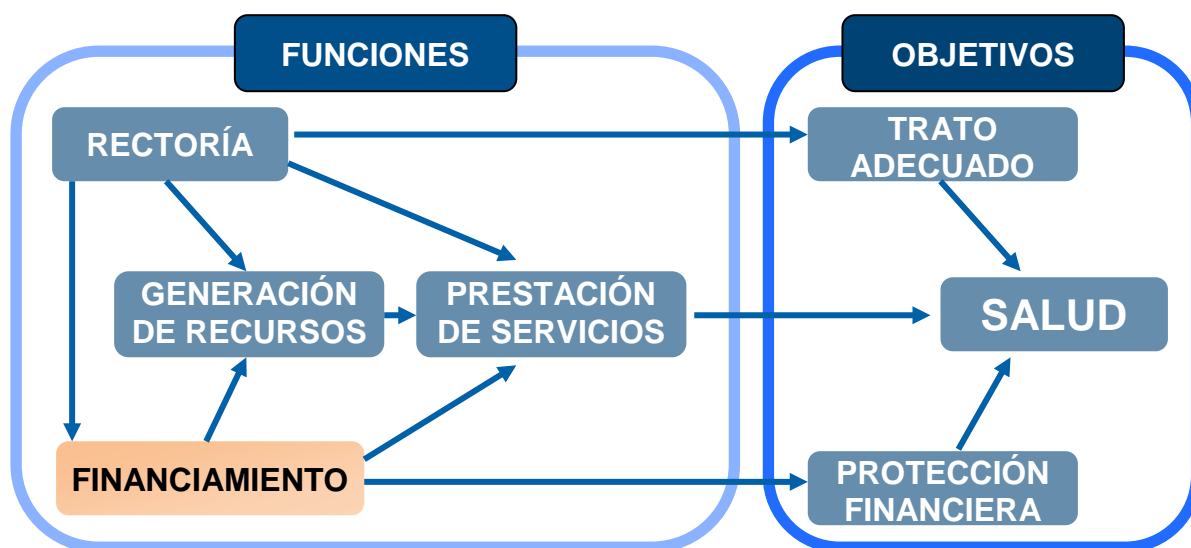 FUNCIONES
OBJETIVOS
RECTORÍA
TRATO
ADECUADO
GENERACIÓN
DE RECURSOS
PRESTACIÓN
DE SERVICIOS
SALUD
FINANCIAMIENTO
PROTECCIÓN
FINANCIERA